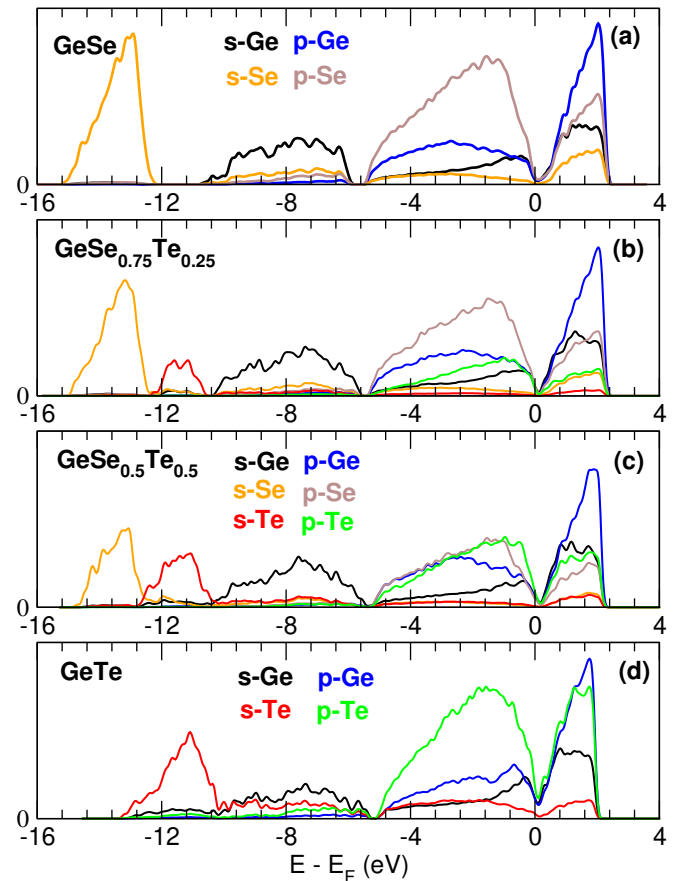 GeSe s-Ge p-Ge (a)
s-Se p-Se
0
-16 -12 -8 -4 0 4
GeSe0.75Te0.25 (b)
0
-16 -12 -8 -4 0 4
GeSe0.5Te0.5 s-Ge p-Ge (c)
s-Se p-Se
s-Te p-Te
0
-16 -12 -8 -4 0 4
GeTe s-Ge p-Ge (d)
s-Te p-Te
0
-16 -12 -8 -4 0 4
E - EF (eV)